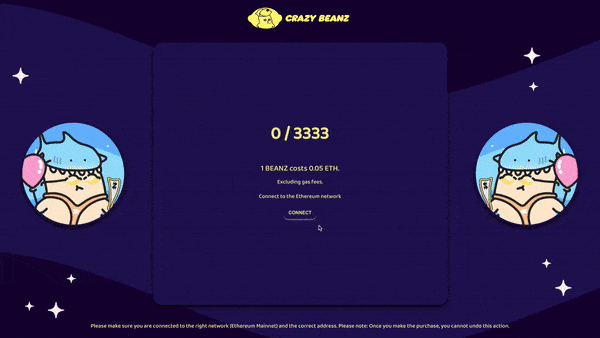 CRAZY BEANZ
0 / 3333
1 BEANZ costs 0.05 ETH.
Excluding gas fees.
Connect to the Ethereum network
CONNECT
Please make sure you are connected to the right network (Ethereum Mainnet) and the correct address. Please note: Once you make the purchase, you cannot undo this action.